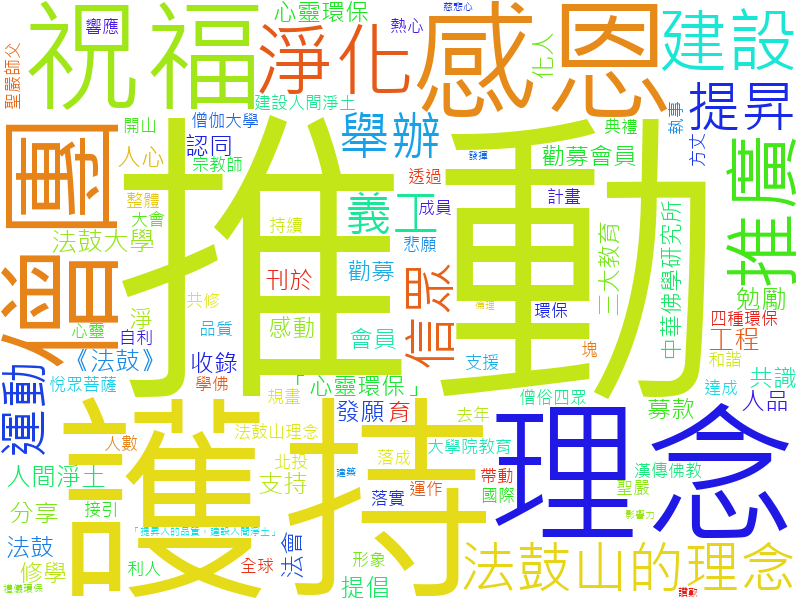 慈悲心
響應
心靈環保
熱心
祝福
淨化
感恩
建設
聖嚴師父
化人
建設人間淨土
提昇
開山
僧伽大學
舉辦
典禮
執事
認同
方丈
僧團
人心
宗教師
推動
透過
發揮
勸募會員
推廣
整體
大會
義工
成員
計畫
持續
悲願
三大教育
中華佛學研究所
法鼓大學
刊於
勸募
信眾
心靈
淨
共修
倫理
環保
勉勵
四種環保
自利
品質
感動
會員
工程
《法鼓》
收錄
支援
塊
和諧
運動
悅眾菩薩
學佛
「心靈環保」
規畫
僧俗四眾
達成
共識
人品
護持
發願
育
去年
理念
募款
人數
法鼓山理念
大學院教育
人間淨土
北投
落成
建築
帶動
漢傳佛教
支持
落實
運作
國際
聖嚴
分享
接引
影響力
「提昇人的品質，建設人間淨土」
法鼓
法會
形象
法鼓山的理念
修學
利人
全球
提倡
禮儀環保
讚歎